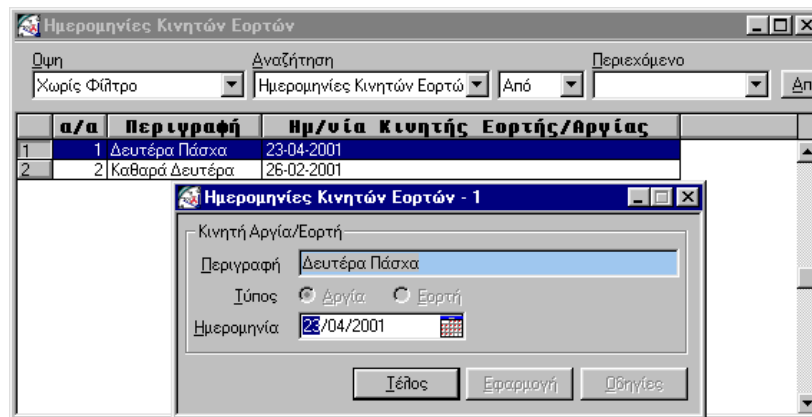 Ημερομηνίες Κινητών Εορτών
Οψη Αναζήτηση Περιεχόμενο
Χωρίς Φίλτρο Ημερομηνίες Κινητών Εορτώ Από Απ
α/α Περιγραφή Ημ/νία Κινητής Εορτής/Αργίας
1 1 Δευτέρα Πάσχα 23-04-2001
2 2 Καθαρά Δευτέρα 26-02-2001
Ημερομηνίες Κινητών Εορτών - 1
Κινητή Αργία/Εορτή
Περιγραφή Δευτέρα Πάσχα
Τύπος Αργία Εορτή
Ημερομηνία 23/04/2001
Τέλος Εφαρμογή Οδηγίες